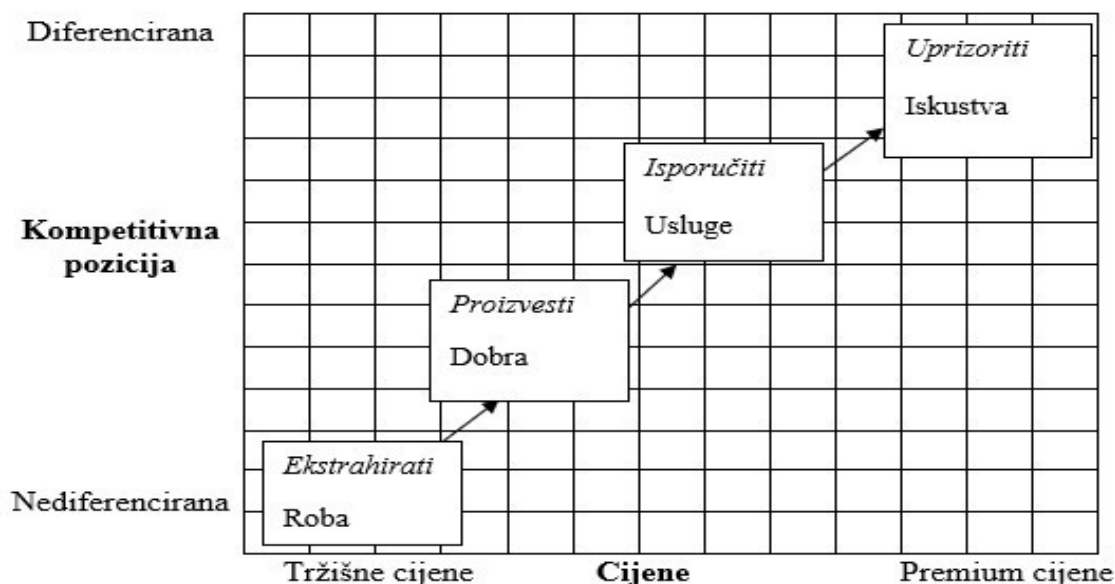 Diferencirana
Uprizoriti
Iskustva
Isporučiti
Usluge
Kompetitivna
pozicija
Proizvesti
Dobra
Ekstrahirati
Roba
Nediferencirana
Tržišne cijene
Cijene
Premium cijene